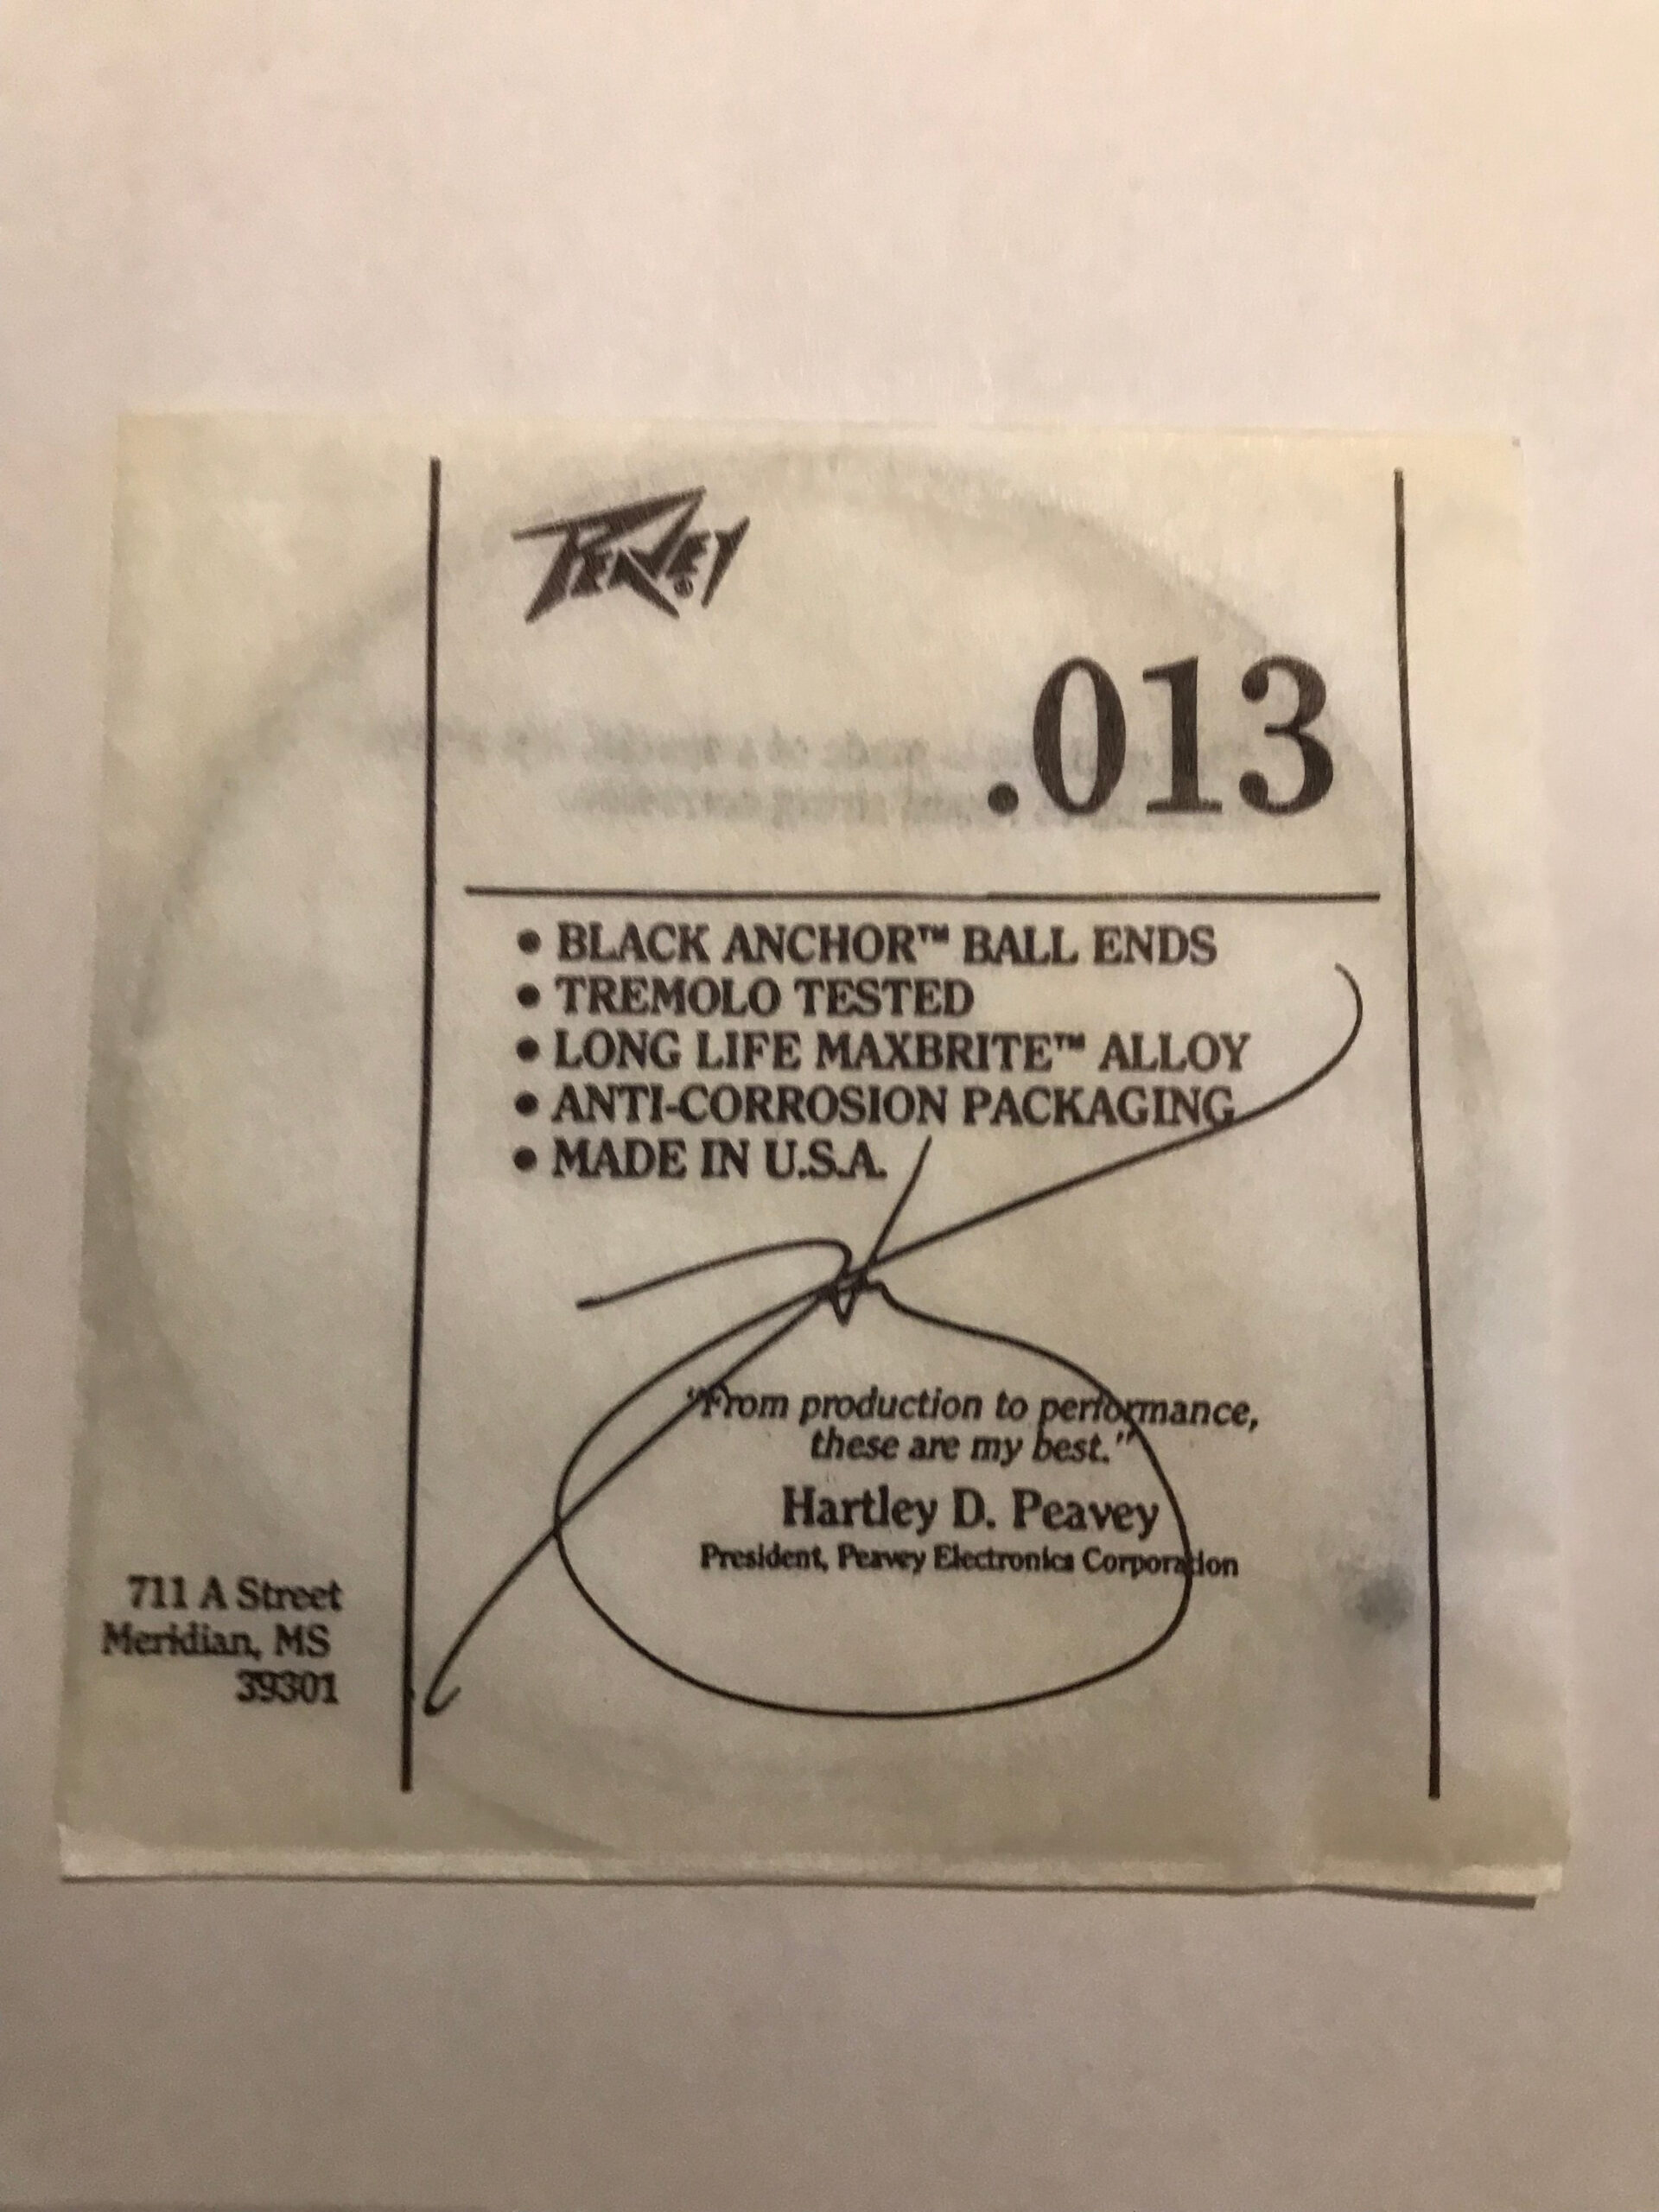 PEAVEY®
.013
• BLACK ANCHOR™ BALL ENDS
• TREMOLO TESTED
• LONG LIFE MAXBRITE™ ALLOY
• ANTI-CORROSION PACKAGING
• MADE IN U.S.A.
"From production to performance,
these are my best."
Hartley D. Peavey
President, Peavey Electronics Corporation
711 A Street
Meridian, MS
39301